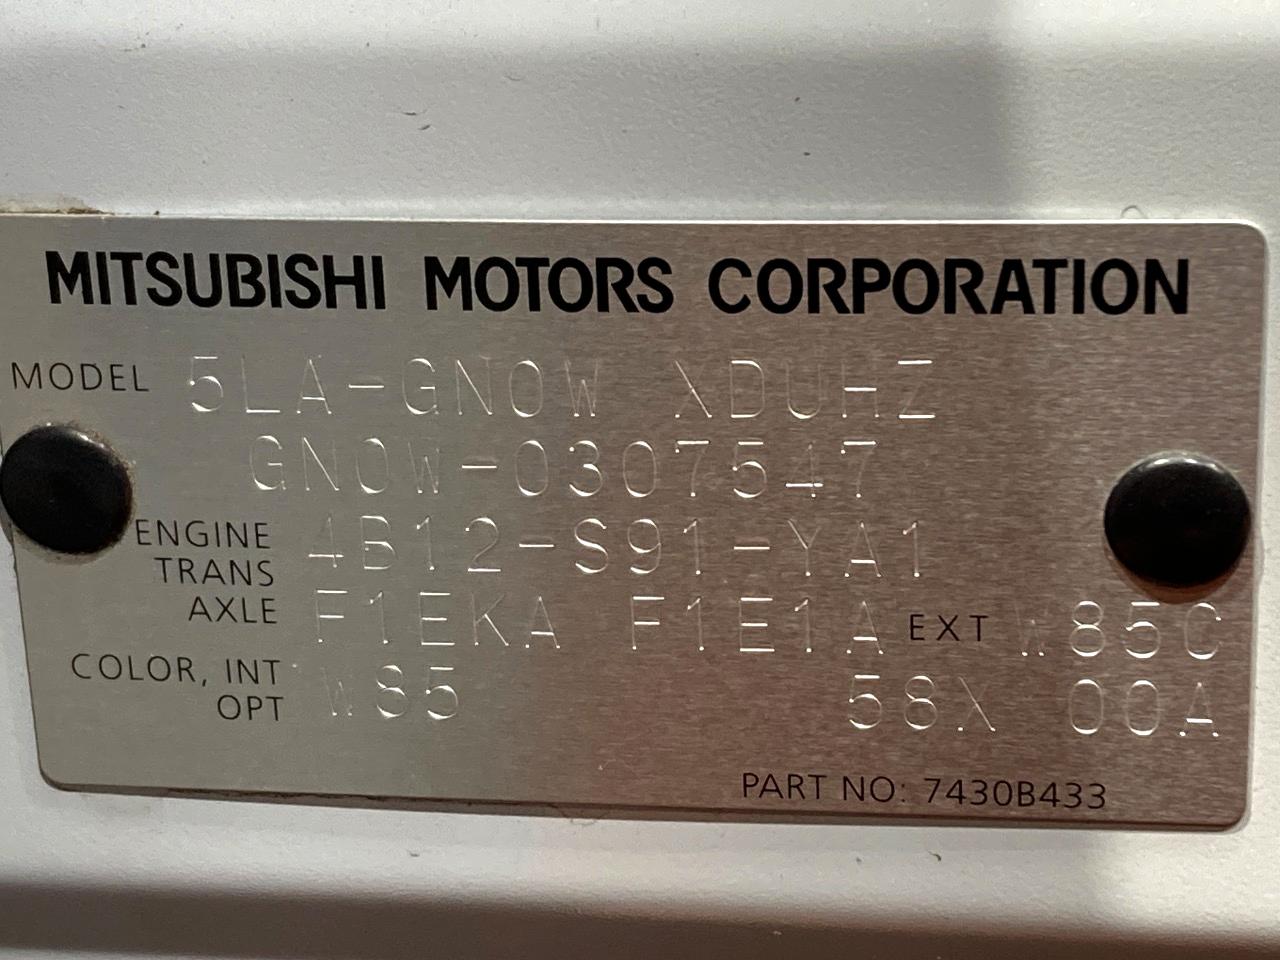 MITSUBISHI MOTORS CORPORATION
MODEL 5LA-GN0W XDUHZ
GN0W-0307547
ENGINE 4B12-S91-YA1
TRANS
AXLE F1EKA F1E1A EXT W85C
COLOR, INT W85 58X 00A
OPT
PART NO: 7430B433